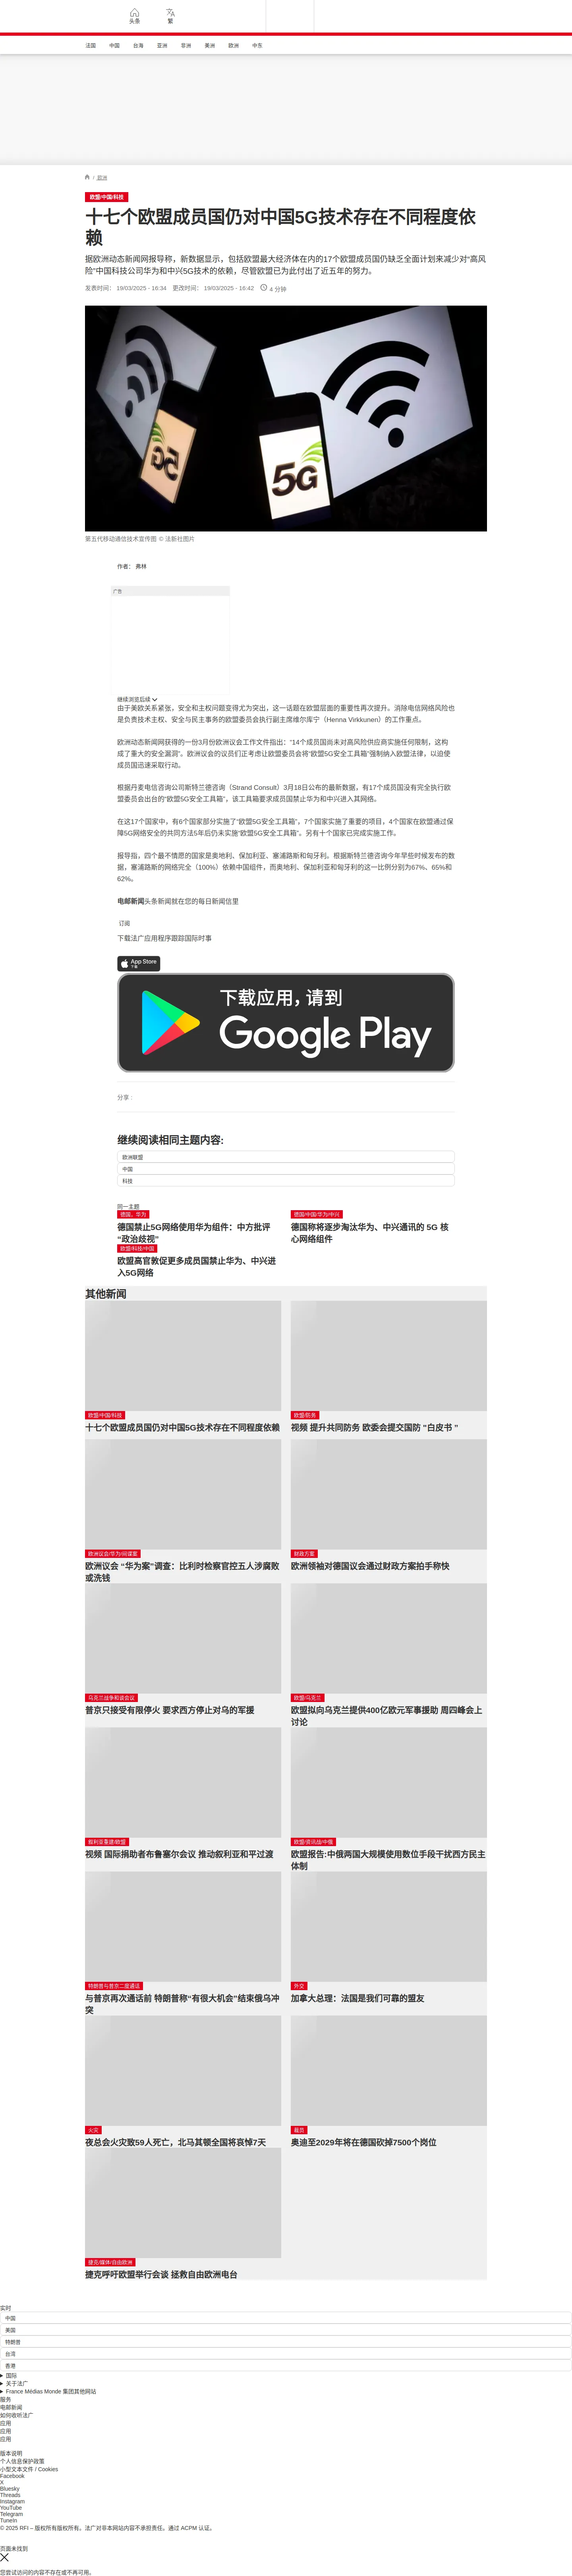 头条
繁
法国 中国 台海 亚洲 非洲 美洲 欧洲 中东
/ 欧洲
欧盟/中国/科技
十七个欧盟成员国仍对中国5G技术存在不同程度依
赖
据欧洲动态新闻网报导称，新数据显示，包括欧盟最大经济体在内的17个欧盟成员国仍缺乏全面计划来减少对“高风
险”中国科技公司华为和中兴5G技术的依赖，尽管欧盟已为此付出了近五年的努力。
发表时间： 19/03/2025 - 16:34 更改时间： 19/03/2025 - 16:42 4 分钟
5G
5G
第五代移动通信技术宣传图 © 法新社图片
作者： 弗林
广告
继续浏览后续
由于美欧关系紧张，安全和主权问题变得尤为突出，这一话题在欧盟层面的重要性再次提升。消除电信网络风险也
是负责技术主权、安全与民主事务的欧盟委员会执行副主席维尔库宁（Henna Virkkunen）的工作重点。
欧洲动态新闻网获得的一份3月份欧洲议会工作文件指出：“14个成员国尚未对高风险供应商实施任何限制，这构
成了重大的安全漏洞”。欧洲议会的议员们正考虑让欧盟委员会将“欧盟5G安全工具箱”强制纳入欧盟法律，以迫使
成员国迅速采取行动。
根据丹麦电信咨询公司斯特兰德咨询（Strand Consult）3月18日公布的最新数据，有17个成员国没有完全执行欧
盟委员会出台的“欧盟5G安全工具箱”，该工具箱要求成员国禁止华为和中兴进入其网络。
在这17个国家中，有6个国家部分实施了“欧盟5G安全工具箱”，7个国家实施了重要的项目，4个国家在欧盟通过保
障5G网络安全的共同方法5年后仍未实施“欧盟5G安全工具箱”。另有十个国家已完成实施工作。
报导指，四个最不情愿的国家是奥地利、保加利亚、塞浦路斯和匈牙利。根据斯特兰德咨询今年早些时候发布的数
据，塞浦路斯的网络完全（100%）依赖中国组件，而奥地利、保加利亚和匈牙利的这一比例分别为67%、65%和
62%。
电邮新闻头条新闻就在您的每日新闻信里
订阅
下载法广应用程序跟踪国际时事
App Store
下载
下载应用，请到
Google Play
分享 :
继续阅读相同主题内容:
欧洲联盟
中国
科技
同一主题
德国、华为
德国禁止5G网络使用华为组件：中方批评
“政治歧视”
德国/中国/华为/中兴
德国称将逐步淘汰华为、中兴通讯的 5G 核
心网络组件
欧盟/科技/中国
欧盟高官敦促更多成员国禁止华为、中兴进
入5G网络
其他新闻
欧盟/中国/科技
十七个欧盟成员国仍对中国5G技术存在不同程度依赖
欧盟/防务
视频 提升共同防务 欧委会提交国防 "白皮书 "
欧洲议会/华为/间谍案
欧洲议会 “华为案”调查：比利时检察官控五人涉腐败
或洗钱
财政方案
欧洲领袖对德国议会通过财政方案拍手称快
乌克兰战争和谈会议
普京只接受有限停火 要求西方停止对乌的军援
欧盟/乌克兰
欧盟拟向乌克兰提供400亿欧元军事援助 周四峰会上
讨论
叙利亚重建/欧盟
视频 国际捐助者布鲁塞尔会议 推动叙利亚和平过渡
欧盟/资讯战/中俄
欧盟报告:中俄两国大规模使用数位手段干扰西方民主
体制
特朗普与普京二度通话
与普京再次通话前 特朗普称“有很大机会”结束俄乌冲
突
外交
加拿大总理：法国是我们可靠的盟友
火灾
夜总会火灾致59人死亡，北马其顿全国将哀悼7天
裁员
奥迪至2029年将在德国砍掉7500个岗位
捷克/媒体/自由欧洲
捷克呼吁欧盟举行会谈 拯救自由欧洲电台
实时
中国
美国
特朗普
台湾
香港
国际
关于法广
France Médias Monde 集团其他网站
服务
电邮新闻
如何收听法广
应用
应用
应用
版本说明
个人信息保护政策
小型文本文件 / Cookies
Facebook
X
Bluesky
Threads
Instagram
YouTube
Telegram
TuneIn
© 2025 RFI – 版权所有版权所有。法广对非本网站内容不承担责任。通过 ACPM 认证。
页面未找到
您尝试访问的内容不存在或不再可用。